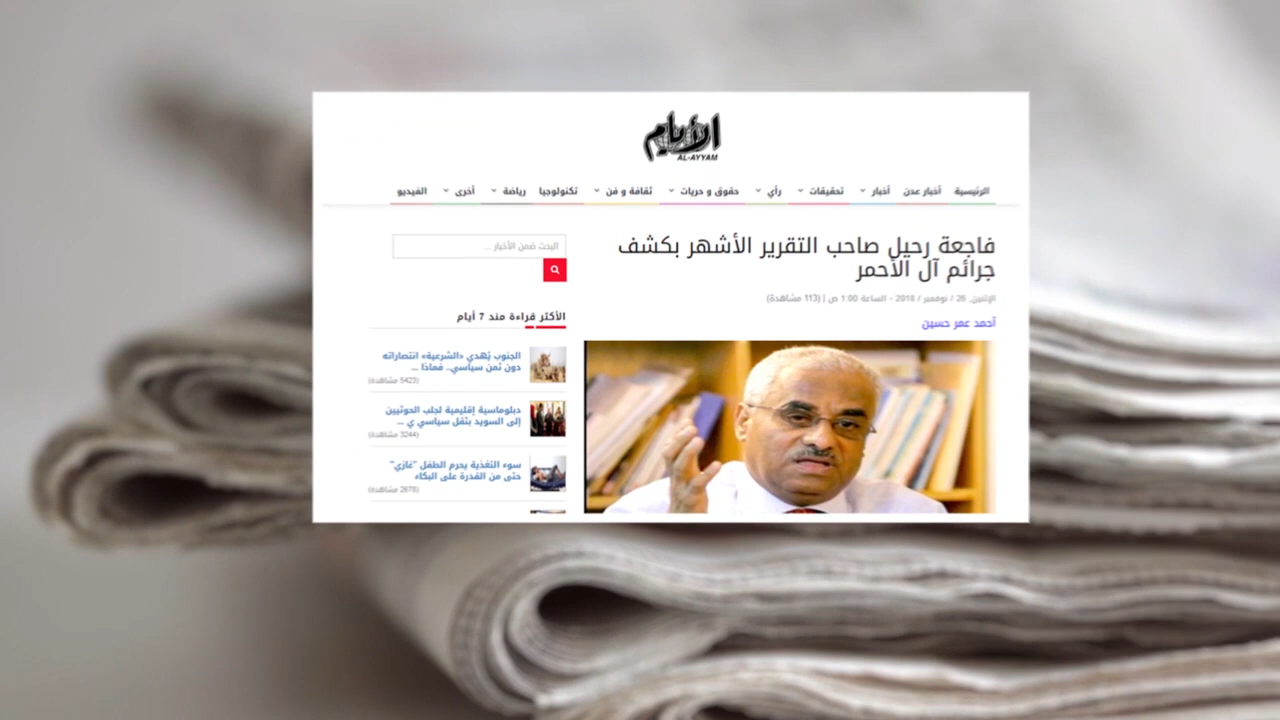 الأيام
AL-AYYAM
الرئيسية أخبار عدن أخبار تحقيقات رأي حقوق و حريات ثقافة و فن تكنولوجيا رياضة أخرى الفيديو
فاجعة رحيل صاحب التقرير الأشهر بكشف
جرائم آل الأحمر
الإثنين, 26 / نوفمبر / 2018 - الساعة 1:00 ص | (113 مشاهدة)
أحمد عمر حسين
البحث ضمن الأخبار ...
الأكثر قراءة منذ 7 أيام
الجنوب يُهدي «الشرعية» انتصاراته
دون ثمن سياسي.. فماذا ...
(5423 مشاهدة)
دبلوماسية إقليمية لجلب الحوثيين
إلى السويد بثقل سياسي ي ...
(3244 مشاهدة)
سوء التغذية يحرم الطفل "غازي"
حتى من القدرة على البكاء
(2678 مشاهدة)